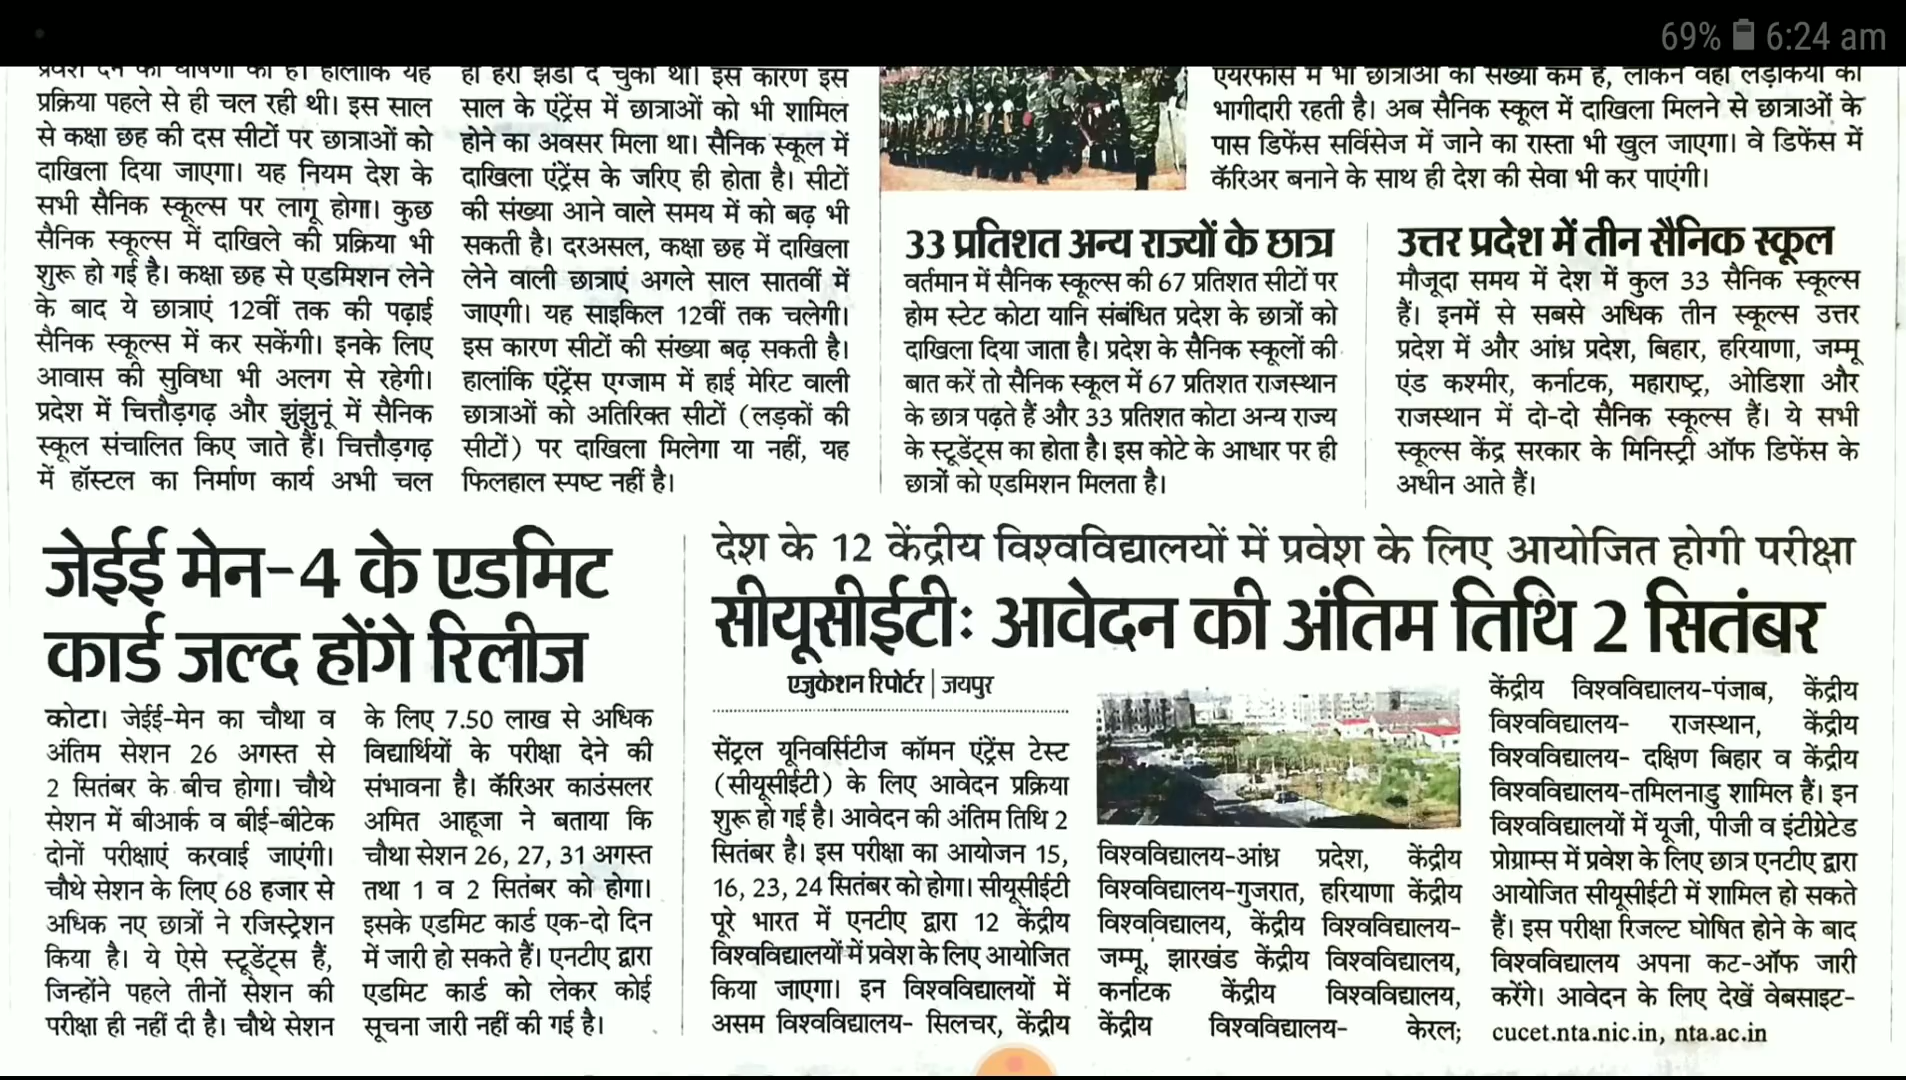 69% 6:24 am
प्रवेश देने की घोषणा की है। हालांकि यह
प्रक्रिया पहले से ही चल रही थी। इस साल
से कक्षा छह की दस सीटों पर छात्राओं को
दाखिला दिया जाएगा। यह नियम देश के
सभी सैनिक स्कूल्स पर लागू होगा। कुछ
सैनिक स्कूल्स में दाखिले की प्रक्रिया भी
शुरू हो गई है। कक्षा छह से एडमिशन लेने
के बाद ये छात्राएं 12वीं तक की पढ़ाई
सैनिक स्कूल्स में कर सकेंगी। इनके लिए
आवास की सुविधा भी अलग से रहेगी।
प्रदेश में चित्तौड़गढ़ और झुंझुनूं में सैनिक
स्कूल संचालित किए जाते हैं। चित्तौड़गढ़
में हॉस्टल का निर्माण कार्य अभी चल
ही हरी झंडी दे चुका था। इस कारण इस
साल के एंट्रेंस में छात्राओं को भी शामिल
होने का अवसर मिला था। सैनिक स्कूल में
दाखिला एंट्रेंस के जरिए ही होता है। सीटों
की संख्या आने वाले समय में को बढ़ भी
सकती है। दरअसल, कक्षा छह में दाखिला
लेने वाली छात्राएं अगले साल सातवीं में
जाएगी। यह साइकिल 12वीं तक चलेगी।
इस कारण सीटों की संख्या बढ़ सकती है।
हालांकि एंट्रेंस एग्जाम में हाई मेरिट वाली
छात्राओं को अतिरिक्त सीटों (लड़कों की
सीटों) पर दाखिला मिलेगा या नहीं, यह
फिलहाल स्पष्ट नहीं है।
एयरफोर्स में भी छात्राओं की संख्या कम है, लेकिन वहां लड़कियों की
भागीदारी रहती है। अब सैनिक स्कूल में दाखिला मिलने से छात्राओं के
पास डिफेंस सर्विसेज में जाने का रास्ता भी खुल जाएगा। वे डिफेंस में
कॅरिअर बनाने के साथ ही देश की सेवा भी कर पाएंगी।
33 प्रतिशत अन्य राज्यों के छात्र
वर्तमान में सैनिक स्कूल्स की 67 प्रतिशत सीटों पर
होम स्टेट कोटा यानि संबंधित प्रदेश के छात्रों को
दाखिला दिया जाता है। प्रदेश के सैनिक स्कूलों की
बात करें तो सैनिक स्कूल में 67 प्रतिशत राजस्थान
के छात्र पढ़ते हैं और 33 प्रतिशत कोटा अन्य राज्य
के स्टूडेंट्स का होता है। इस कोटे के आधार पर ही
छात्रों को एडमिशन मिलता है।
उत्तर प्रदेश में तीन सैनिक स्कूल
मौजूदा समय में देश में कुल 33 सैनिक स्कूल्स
हैं। इनमें से सबसे अधिक तीन स्कूल्स उत्तर
प्रदेश में और आंध्र प्रदेश, बिहार, हरियाणा, जम्मू
एंड कश्मीर, कर्नाटक, महाराष्ट्र, ओडिशा और
राजस्थान में दो-दो सैनिक स्कूल्स हैं। ये सभी
स्कूल्स केंद्र सरकार के मिनिस्ट्री ऑफ डिफेंस के
अधीन आते हैं।
जेईई मेन-4 के एडमिट
कार्ड जल्द होंगे रिलीज
कोटा। जेईई-मेन का चौथा व
अंतिम सेशन 26 अगस्त से
2 सितंबर के बीच होगा। चौथे
सेशन में बीआर्क व बीई-बीटेक
दोनों परीक्षाएं करवाई जाएंगी।
चौथे सेशन के लिए 68 हजार से
अधिक नए छात्रों ने रजिस्ट्रेशन
किया है। ये ऐसे स्टूडेंट्स हैं,
जिन्होंने पहले तीनों सेशन की
परीक्षा ही नहीं दी है। चौथे सेशन
के लिए 7.50 लाख से अधिक
विद्यार्थियों के परीक्षा देने की
संभावना है। कॅरिअर काउंसलर
अमित आहूजा ने बताया कि
चौथा सेशन 26, 27, 31 अगस्त
तथा 1 व 2 सितंबर को होगा।
इसके एडमिट कार्ड एक-दो दिन
में जारी हो सकते हैं। एनटीए द्वारा
एडमिट कार्ड को लेकर कोई
सूचना जारी नहीं की गई है।
देश के 12 केंद्रीय विश्वविद्यालयों में प्रवेश के लिए आयोजित होगी परीक्षा
सीयूसीईटी: आवेदन की अंतिम तिथि 2 सितंबर
एजुकेशन रिपोर्टर | जयपुर
सेंट्रल यूनिवर्सिटीज कॉमन एंट्रेंस टेस्ट
(सीयूसीईटी) के लिए आवेदन प्रक्रिया
शुरू हो गई है। आवेदन की अंतिम तिथि 2
सितंबर है। इस परीक्षा का आयोजन 15,
16, 23, 24 सितंबर को होगा। सीयूसीईटी
पूरे भारत में एनटीए द्वारा 12 केंद्रीय
विश्वविद्यालयों में प्रवेश के लिए आयोजित
किया जाएगा। इन विश्वविद्यालयों में
असम विश्वविद्यालय- सिलचर, केंद्रीय
विश्वविद्यालय-आंध्र प्रदेश, केंद्रीय
विश्वविद्यालय-गुजरात, हरियाणा केंद्रीय
विश्वविद्यालय, केंद्रीय विश्वविद्यालय-
जम्मू, झारखंड केंद्रीय विश्वविद्यालय,
कर्नाटक केंद्रीय विश्वविद्यालय,
केंद्रीय विश्वविद्यालय- केरल;
केंद्रीय विश्वविद्यालय-पंजाब, केंद्रीय
विश्वविद्यालय- राजस्थान, केंद्रीय
विश्वविद्यालय- दक्षिण बिहार व केंद्रीय
विश्वविद्यालय-तमिलनाडु शामिल हैं। इन
विश्वविद्यालयों में यूजी, पीजी व इंटीग्रेटेड
प्रोग्राम्स में प्रवेश के लिए छात्र एनटीए द्वारा
आयोजित सीयूसीईटी में शामिल हो सकते
हैं। इस परीक्षा रिजल्ट घोषित होने के बाद
विश्वविद्यालय अपना कट-ऑफ जारी
करेंगे। आवेदन के लिए देखें वेबसाइट-
cucet.nta.nic.in, nta.ac.in